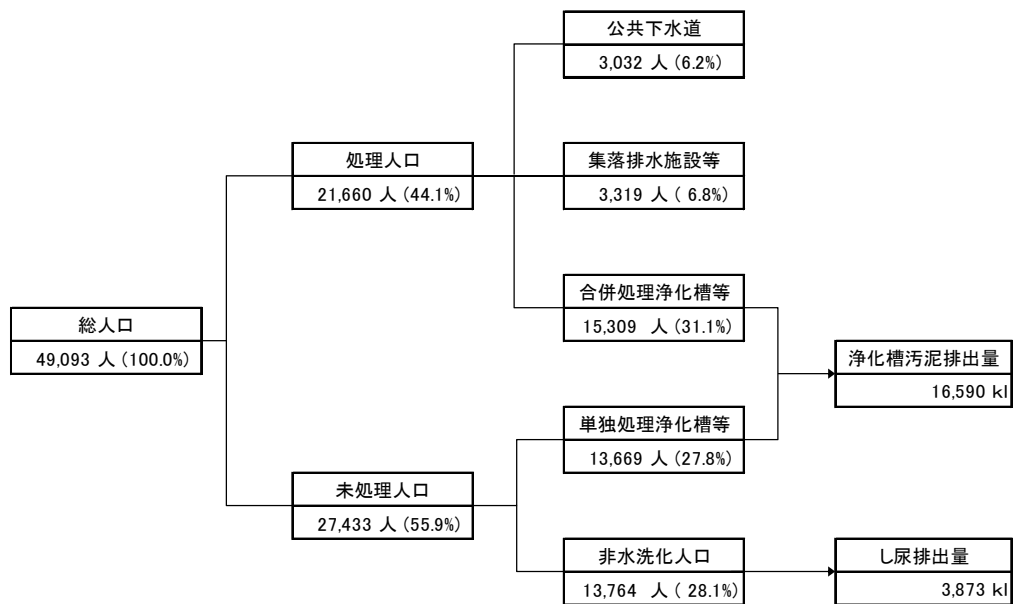 公共下水道
3,032 人 (6.2%)
処理人口
21,660 人 (44.1%)
集落排水施設等
3,319 人 ( 6.8%)
合併処理浄化槽等
15,309 人 (31.1%)
総人口
49,093 人 (100.0%)
浄化槽汚泥排出量
16,590 kl
単独処理浄化槽等
13,669 人 (27.8%)
未処理人口
27,433 人 (55.9%)
非水洗化人口
13,764 人 ( 28.1%)
し尿排出量
3,873 kl